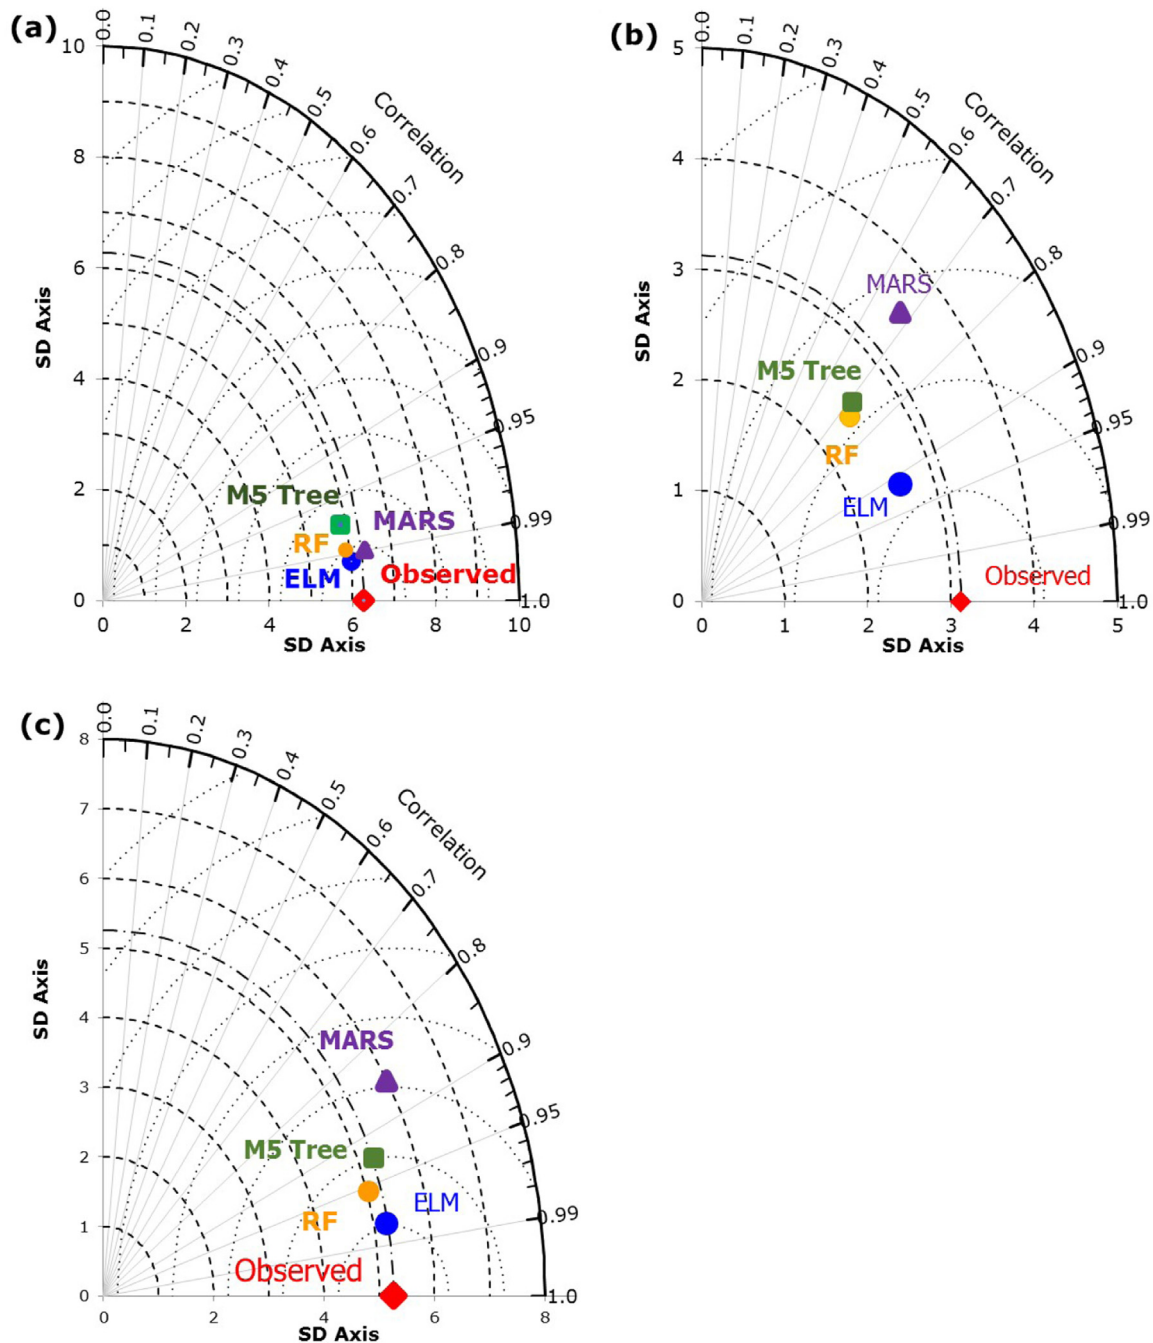 (a)
10
8
6
4
2
0
SD Axis
0.0
0.1
0.2
0.3
0.4
0.5
0.6
0.7
0.8
0.9
0.95
0.99
1.0
Correlation
M5 Tree
MARS
RF
ELM
Observed
0 2 4 6 8 10
SD Axis
(b)
5
4
3
2
1
0
SD Axis
0.0
0.1
0.2
0.3
0.4
0.5
0.6
0.7
0.8
0.9
0.95
0.99
1.0
Correlation
MARS
M5 Tree
RF
ELM
Observed
0 1 2 3 4 5
SD Axis
(c)
8
7
6
5
4
3
2
1
0
SD Axis
0.0
0.1
0.2
0.3
0.4
0.5
0.6
0.7
0.8
0.9
0.95
0.99
1.0
Correlation
MARS
M5 Tree
ELM
RF
Observed
0 2 4 6 8
SD Axis